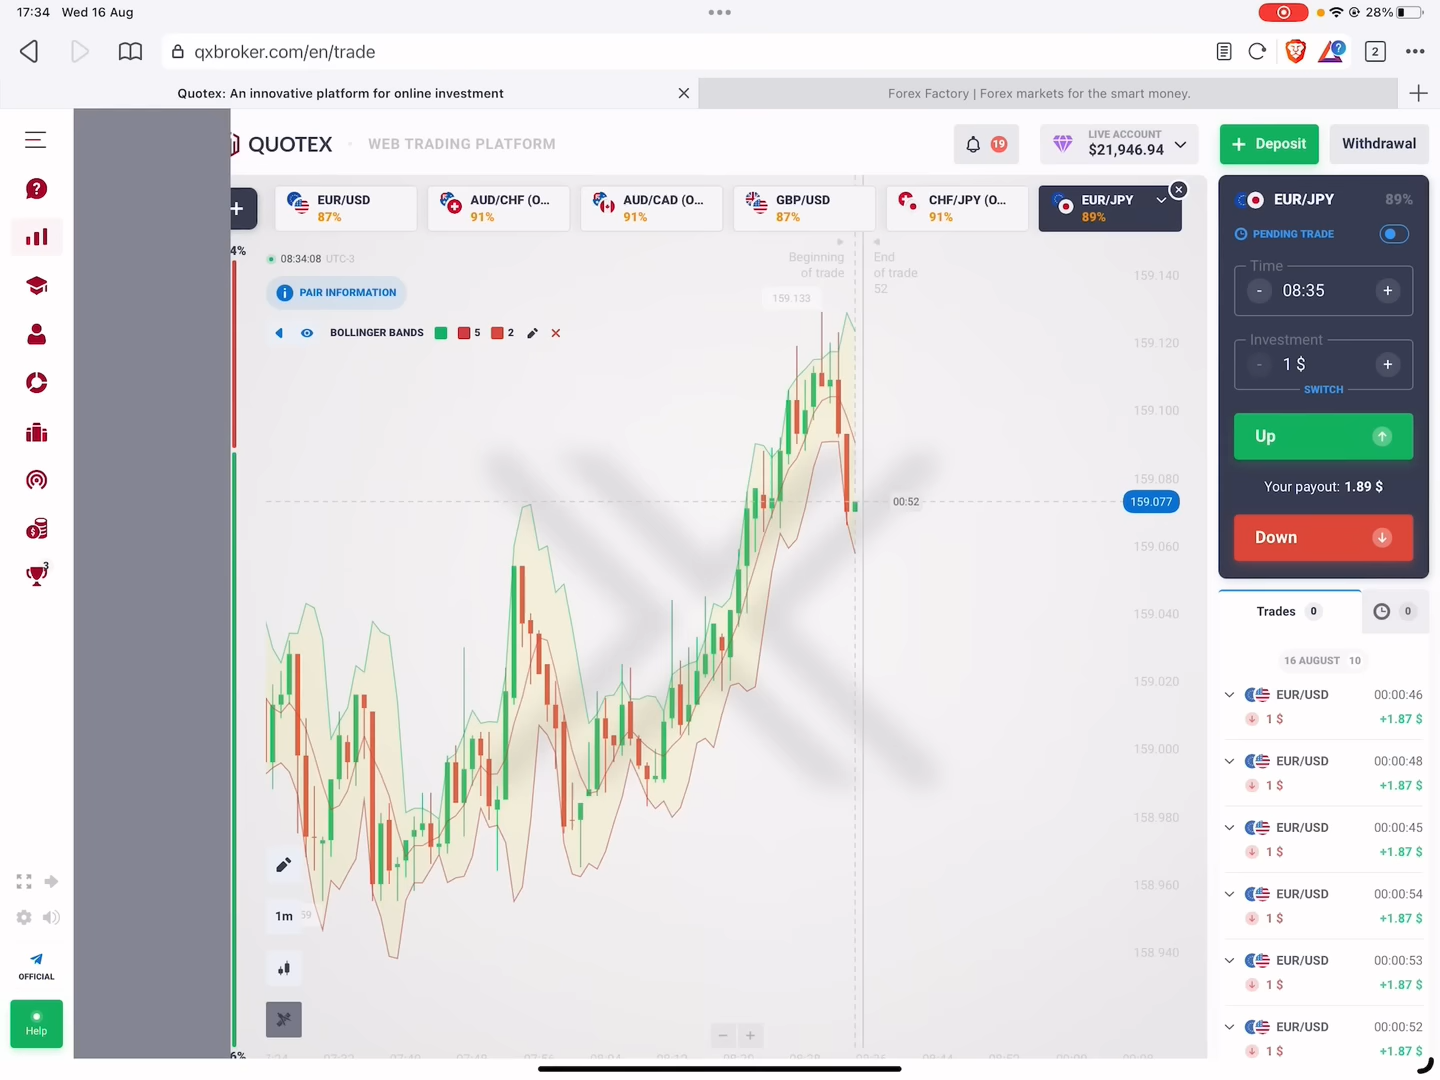 17:34 Wed 16 Aug
28%
qxbroker.com/en/trade
2
Quotex: An innovative platform for online investment
Forex Factory | Forex markets for the smart money.
QUOTEX
WEB TRADING PLATFORM
19
LIVE ACCOUNT
$21,946.94
+ Deposit
Withdrawal
+
EUR/USD
87%
AUD/CHF (O...
91%
AUD/CAD (O...
91%
GBP/USD
87%
CHF/JPY (O...
91%
EUR/JPY
89%
4%
08:34:08 UTC-3
PAIR INFORMATION
BOLLINGER BANDS 5 2
Beginning
of trade
End
of trade
52
159.133
159.140
159.120
159.100
159.080
159.077
00:52
159.060
159.040
159.020
159.000
158.980
158.960
158.940
EUR/JPY 89%
PENDING TRADE
Time
- 08:35 +
Investment
- 1 $ +
SWITCH
Up
Your payout: 1.89 $
Down
Trades 0
0
16 AUGUST 10
EUR/USD 00:00:46
1 $ +1.87 $
EUR/USD 00:00:48
1 $ +1.87 $
EUR/USD 00:00:45
1 $ +1.87 $
EUR/USD 00:00:54
1 $ +1.87 $
EUR/USD 00:00:53
1 $ +1.87 $
EUR/USD 00:00:52
1 $ +1.87 $
3
1m
59
OFFICIAL
Help
6%